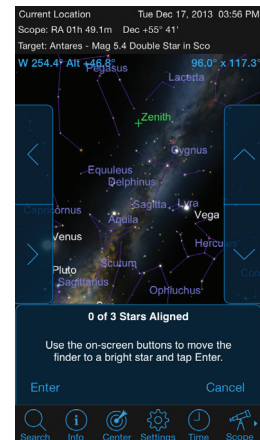 Current Location Tue Dec 17, 2013 03:56 PM
Scope: RA 01h 49.1m Dec +55° 41'
Target: Antares - Mag 5.4 Double Star in Sco
W 254.4° Alt +46.8° 96.0° x 117.3°
Pegasus
Lacerta
Zenith
Cygnus
Equuleus
Delphinus
Sagitta Lyra
Capricornus
Aquila
Vega
Venus
Hercu
Pluto
Scutum
Sagittarius
Ophiuchus
0 of 3 Stars Aligned
Use the on-screen buttons to move the
finder to a bright star and tap Enter.
Enter Cancel
Search Info Center Settings Time Scope